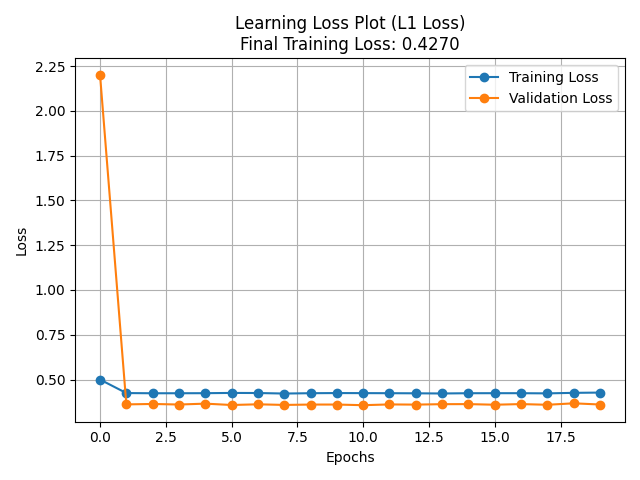 Learning Loss Plot (L1 Loss)
Final Training Loss: 0.4270
2.25
2.00
1.75
1.50
1.25
1.00
0.75
0.50
Loss
Training Loss
Validation Loss
0.0 2.5 5.0 7.5 10.0 12.5 15.0 17.5
Epochs